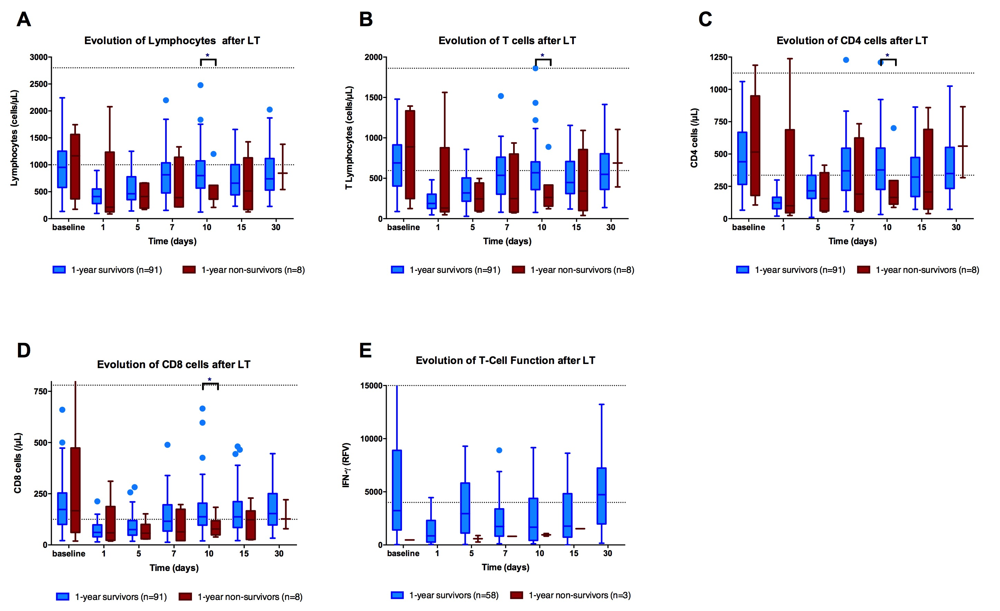 A
Evolution of Lymphocytes after LT
Lymphocytes (cells/µL)
3000
2500
2000
1500
1000
500
0
*
baseline 1 5 7 10 15 30
Time (days)
1-year survivors (n=91) 1-year non-survivors (n=8)
B
Evolution of T cells after LT
T Lymphocytes (cells/µL)
2000
1500
1000
500
0
*
baseline 1 5 7 10 15 30
Time (days)
1-year survivors (n=91) 1-year non-survivors (n=8)
C
Evolution of CD4 cells after LT
CD4 cells (/µL)
1250
1000
750
500
250
0
*
baseline 1 5 7 10 15 30
Time (days)
1-year survivors (n=91) 1-year non-survivors (n=8)
D
Evolution of CD8 cells after LT
CD8 cells (/µL)
750
500
250
0
*
baseline 1 5 7 10 15 30
Time (days)
1-year survivors (n=91) 1-year non-survivors (n=8)
E
Evolution of T-Cell Function after LT
IFN-γ (RFV)
15000
10000
5000
0
baseline 1 5 7 10 15 30
Time (days)
1-year survivors (n=58) 1-year non-survivors (n=3)